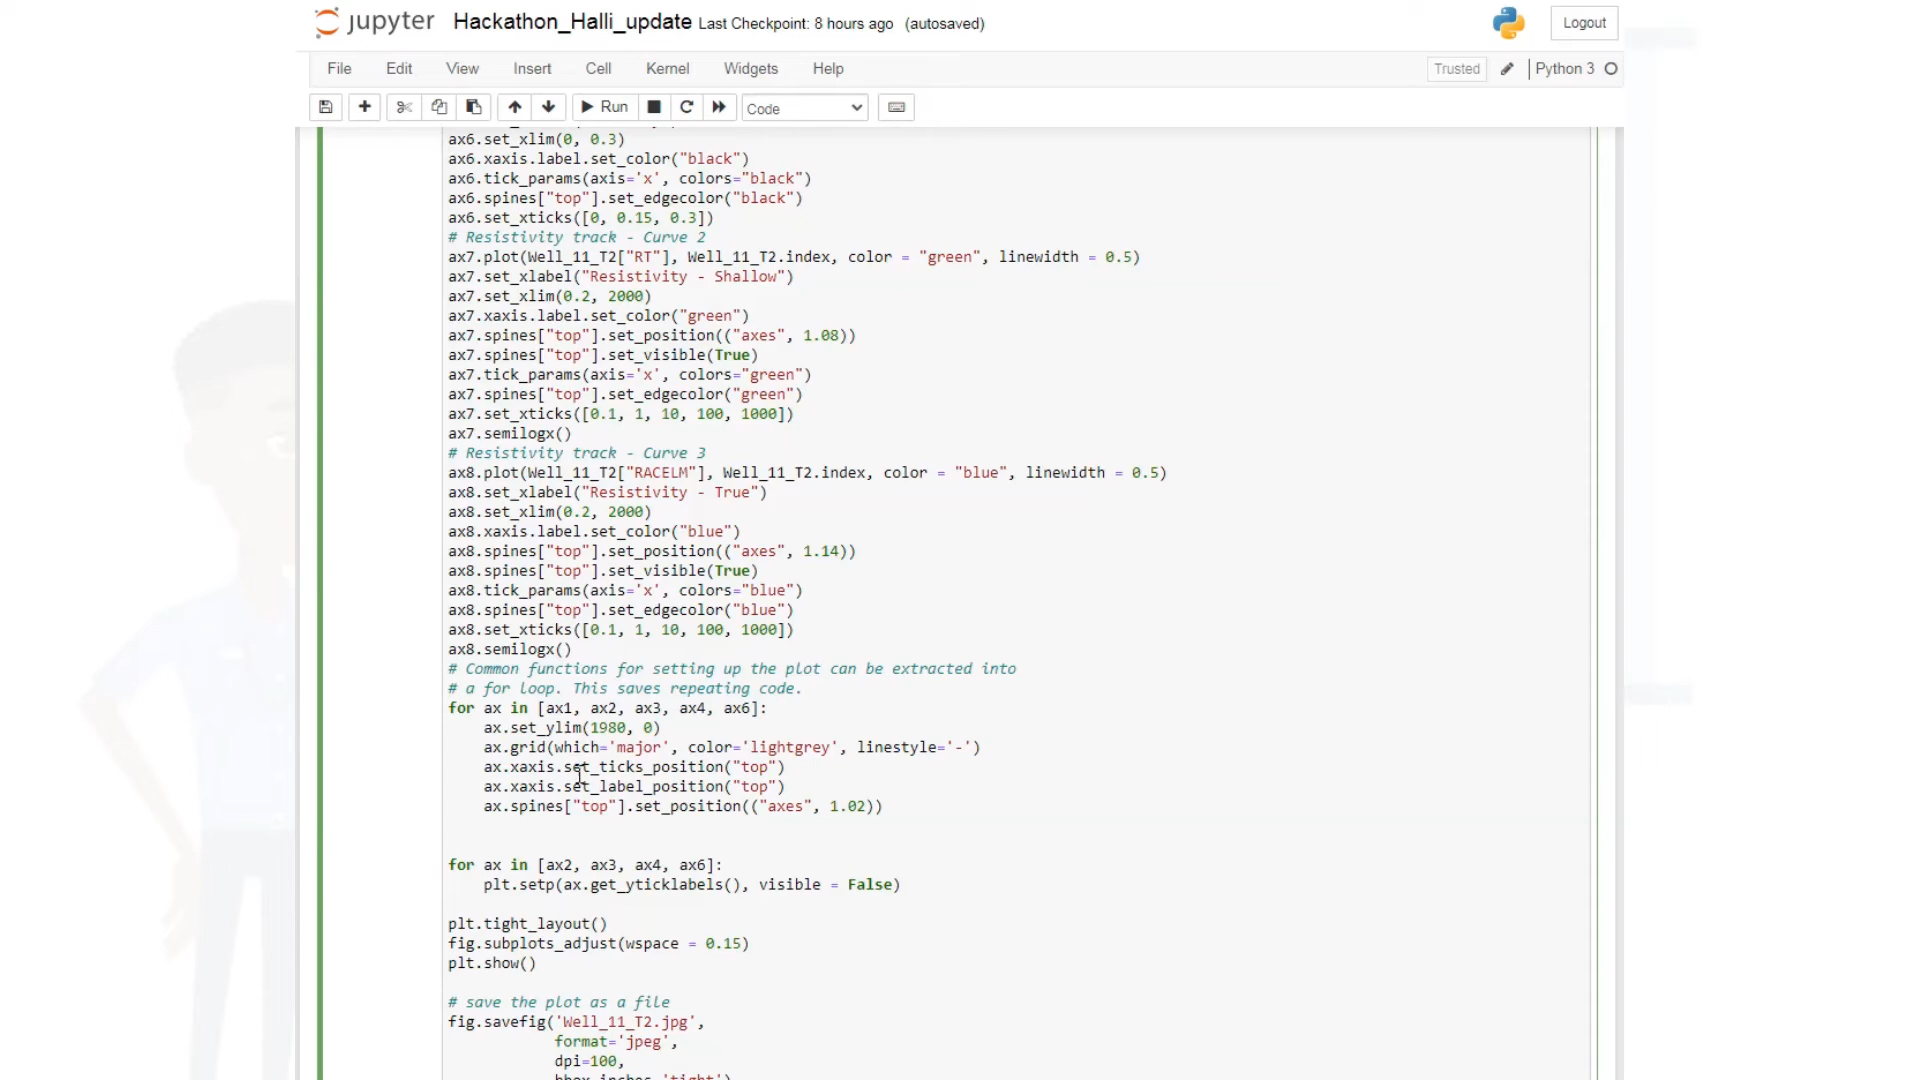 jupyter Hackathon_Halli_update Last Checkpoint: 8 hours ago (autosaved) Logout
File Edit View Insert Cell Kernel Widgets Help Trusted Python 3
Run Code
ax6.set_xlim(0, 0.3)
ax6.xaxis.label.set_color("black")
ax6.tick_params(axis='x', colors="black")
ax6.spines["top"].set_edgecolor("black")
ax6.set_xticks([0, 0.15, 0.3])
# Resistivity track - Curve 2
ax7.plot(Well_11_T2["RT"], Well_11_T2.index, color = "green", linewidth = 0.5)
ax7.set_xlabel("Resistivity - Shallow")
ax7.set_xlim(0.2, 2000)
ax7.xaxis.label.set_color("green")
ax7.spines["top"].set_position(("axes", 1.08))
ax7.spines["top"].set_visible(True)
ax7.tick_params(axis='x', colors="green")
ax7.spines["top"].set_edgecolor("green")
ax7.set_xticks([0.1, 1, 10, 100, 1000])
ax7.semilogx()
# Resistivity track - Curve 3
ax8.plot(Well_11_T2["RACELM"], Well_11_T2.index, color = "blue", linewidth = 0.5)
ax8.set_xlabel("Resistivity - True")
ax8.set_xlim(0.2, 2000)
ax8.xaxis.label.set_color("blue")
ax8.spines["top"].set_position(("axes", 1.14))
ax8.spines["top"].set_visible(True)
ax8.tick_params(axis='x', colors="blue")
ax8.spines["top"].set_edgecolor("blue")
ax8.set_xticks([0.1, 1, 10, 100, 1000])
ax8.semilogx()
# Common functions for setting up the plot can be extracted into
# a for loop. This saves repeating code.
for ax in [ax1, ax2, ax3, ax4, ax6]:
    ax.set_ylim(1980, 0)
    ax.grid(which='major', color='lightgrey', linestyle='-')
    ax.xaxis.set_ticks_position("top")
    ax.xaxis.set_label_position("top")
    ax.spines["top"].set_position(("axes", 1.02))
for ax in [ax2, ax3, ax4, ax6]:
    plt.setp(ax.get_yticklabels(), visible = False)
plt.tight_layout()
fig.subplots_adjust(wspace = 0.15)
plt.show()
# save the plot as a file
fig.savefig('Well_11_T2.jpg',
            format='jpeg',
            dpi=100,
            bbox_inches='tight')